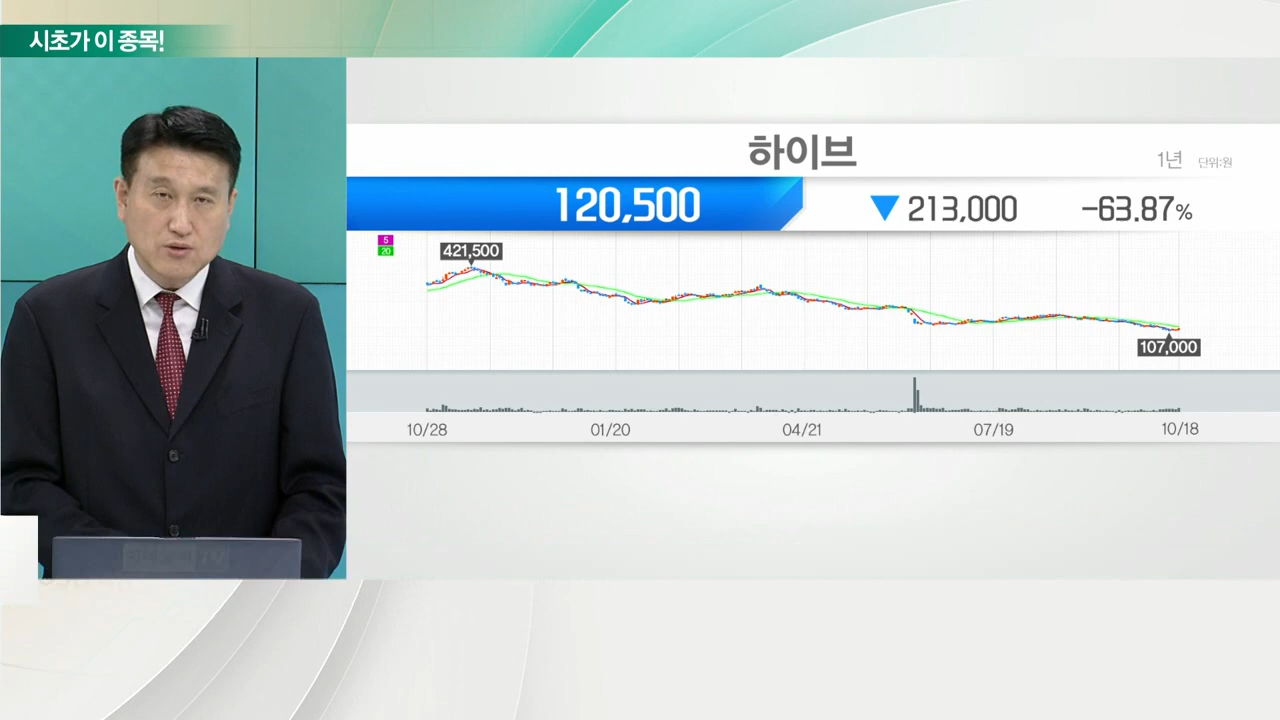 시초가 이 종목!
하이브
1년 단위:원
120,500 ▼ 213,000 -63.87%
5
20
421,500
107,000
10/28 01/20 04/21 07/19 10/18